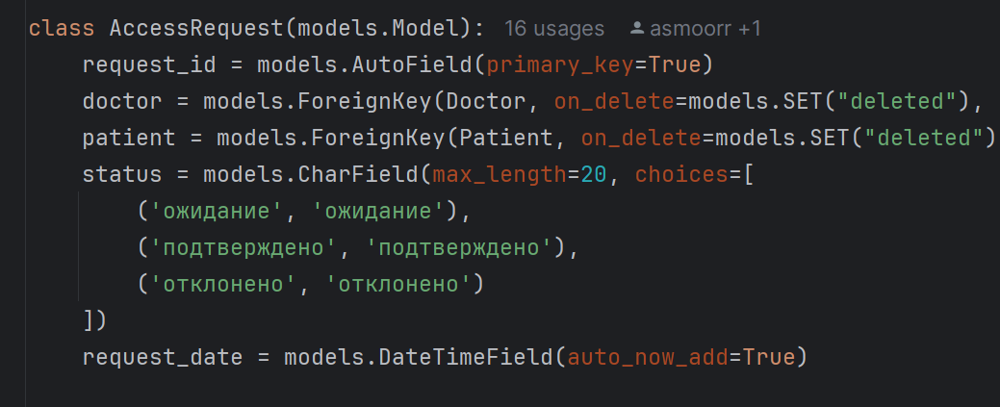 class AccessRequest(models.Model): 16 usages asmoorr +1
request_id = models.AutoField(primary_key=True)
doctor = models.ForeignKey(Doctor, on_delete=models.SET("deleted"),
patient = models.ForeignKey(Patient, on_delete=models.SET("deleted")
status = models.CharField(max_length=20, choices=[
('ожидание', 'ожидание'),
('подтверждено', 'подтверждено'),
('отклонено', 'отклонено')
])
request_date = models.DateTimeField(auto_now_add=True)